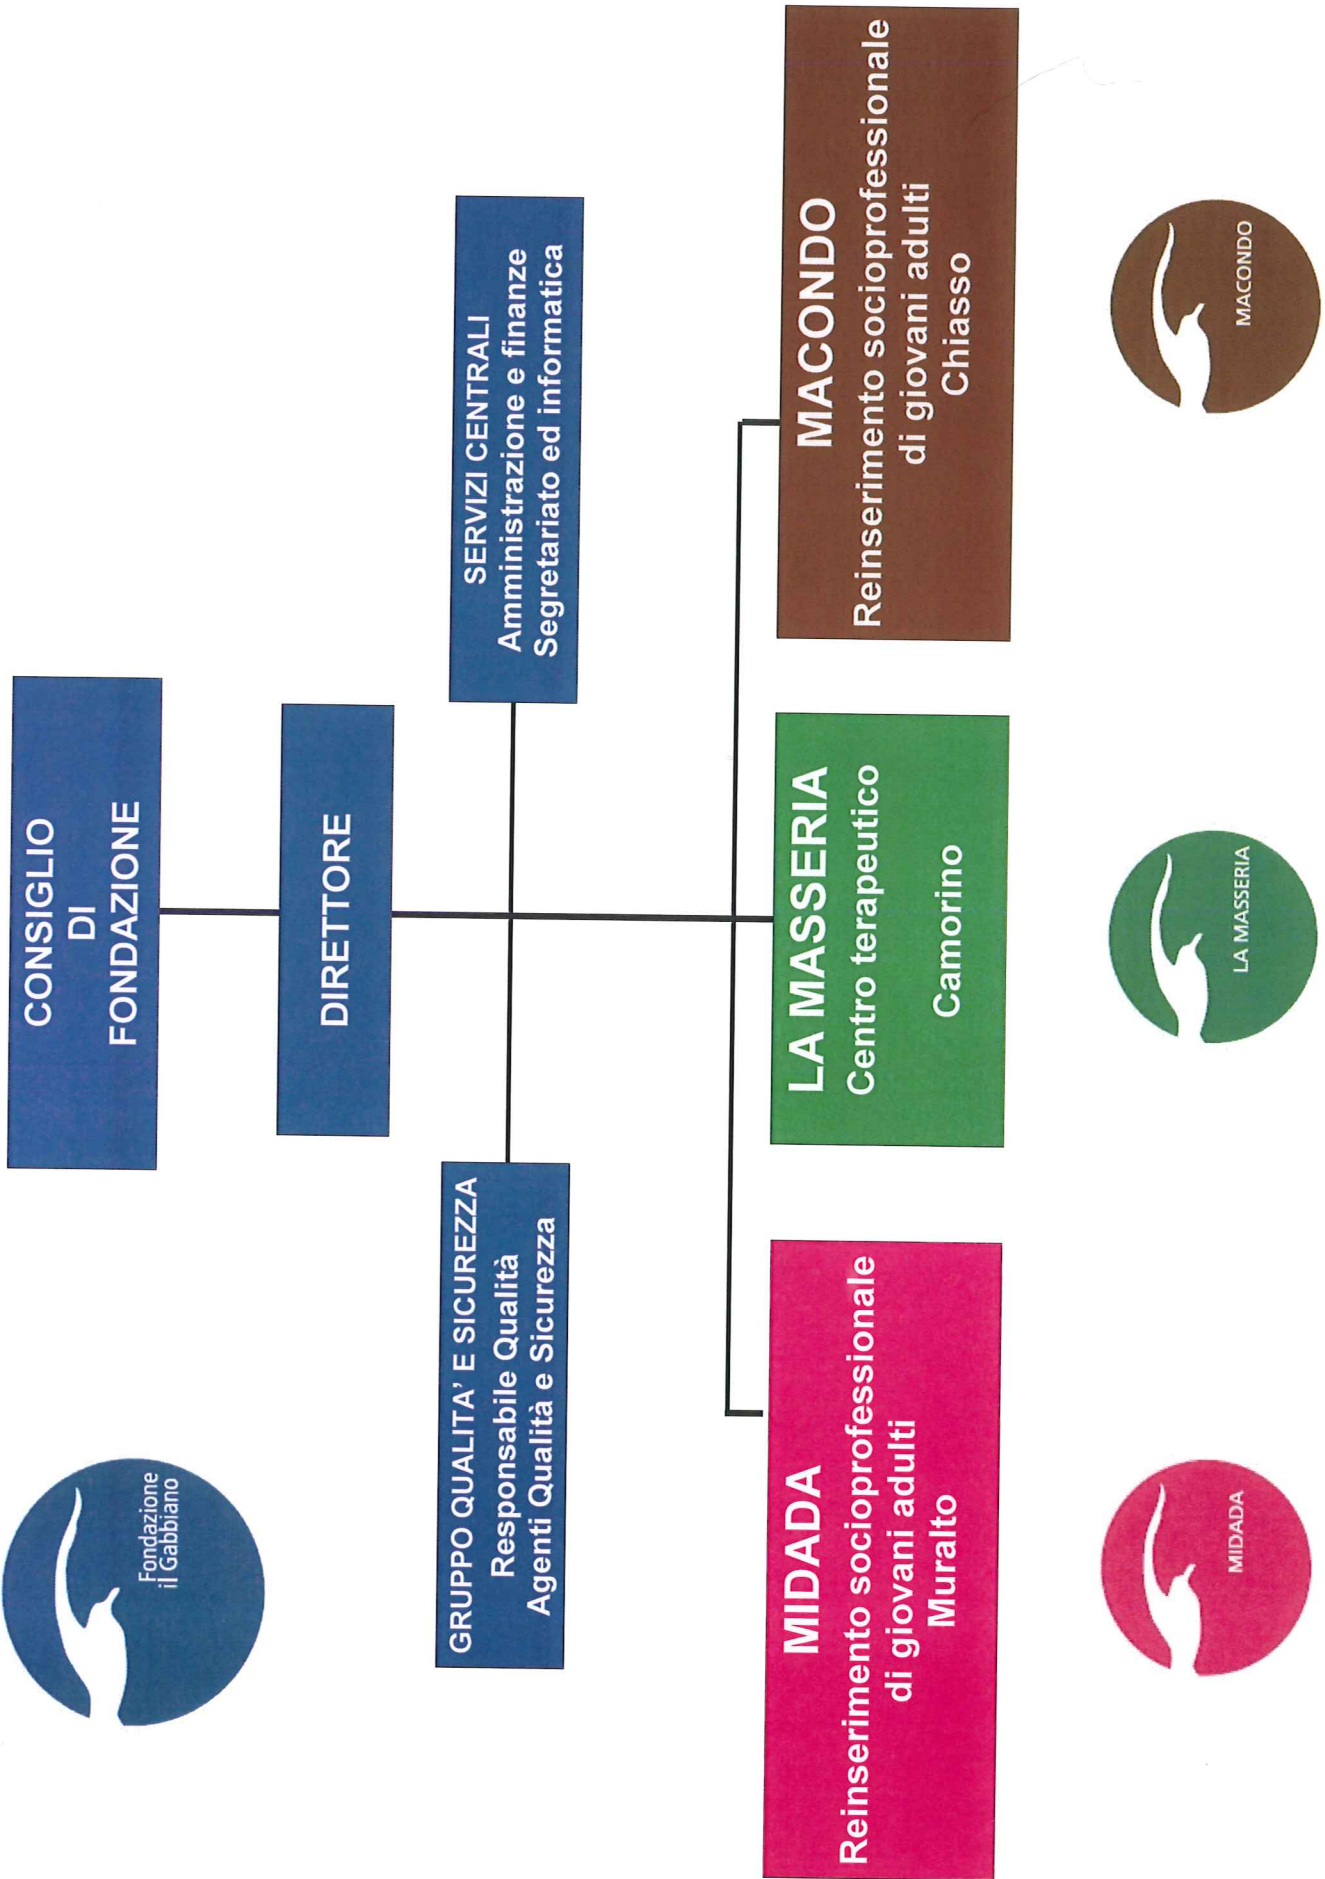 Fondazione
il Gabbiano
CONSIGLIO
DI
FONDAZIONE
DIRETTORE
GRUPPO QUALITA' E SICUREZZA
Responsabile Qualità
Agenti Qualità e Sicurezza
SERVIZI CENTRALI
Amministrazione e finanze
Segretariato ed informatica
MIDADA
Reinserimento socioprofessionale
di giovani adulti
Muralto
LA MASSERIA
Centro terapeutico
Camorino
MACONDO
Reinserimento socioprofessionale
di giovani adulti
Chiasso
MIDADA
LA MASSERIA
MACONDO